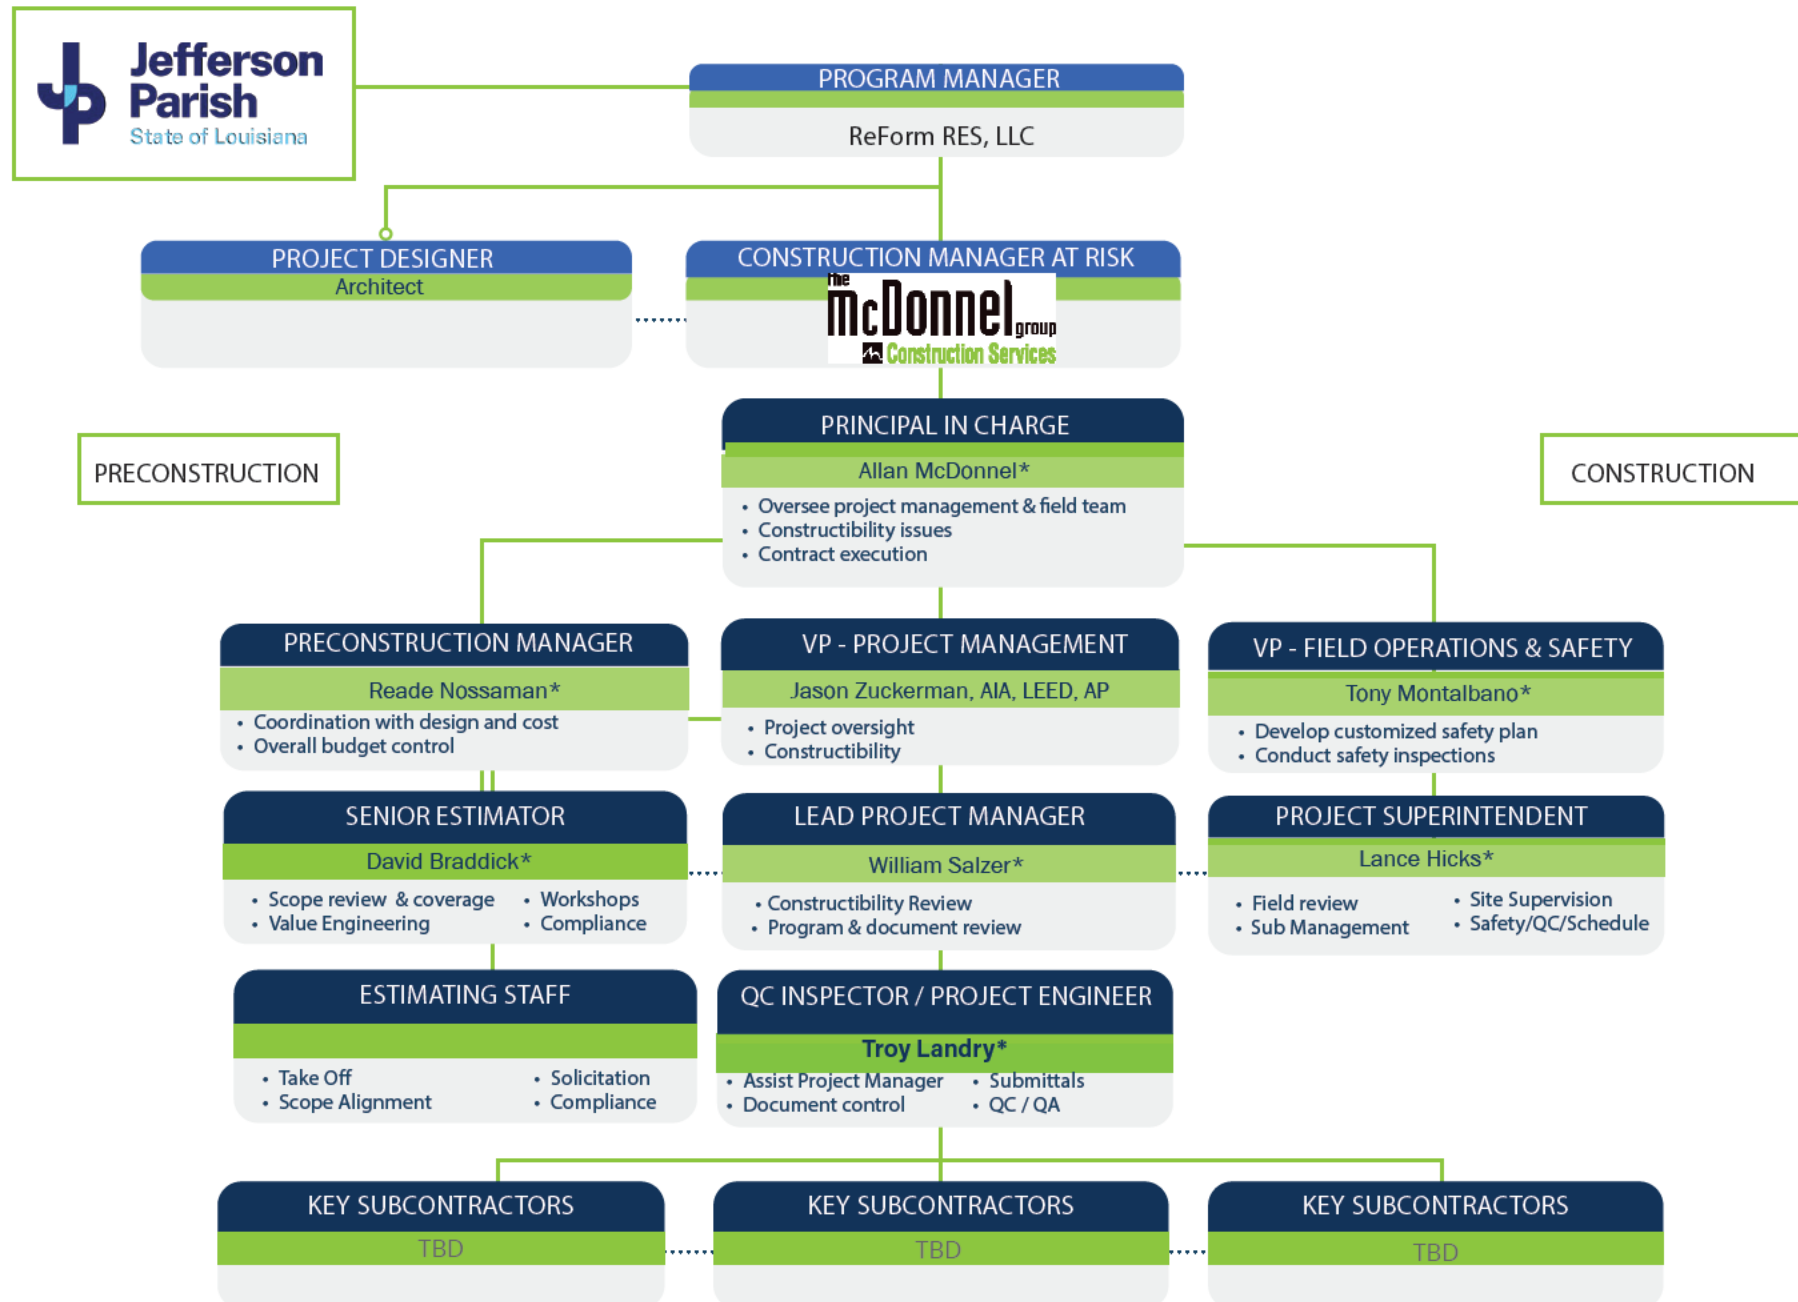 Jefferson
Parish
State of Louisiana
PROGRAM MANAGER
ReForm RES, LLC
PROJECT DESIGNER
Architect
CONSTRUCTION MANAGER AT RISK
the
McDonnel
group
Construction Services
PRINCIPAL IN CHARGE
Allan McDonnel*
• Oversee project management & field team
• Constructibility issues
• Contract execution
PRECONSTRUCTION
CONSTRUCTION
PRECONSTRUCTION MANAGER
Reade Nossaman*
• Coordination with design and cost
• Overall budget control
VP - PROJECT MANAGEMENT
Jason Zuckerman, AIA, LEED, AP
• Project oversight
• Constructibility
VP - FIELD OPERATIONS & SAFETY
Tony Montalbano*
• Develop customized safety plan
• Conduct safety inspections
SENIOR ESTIMATOR
David Braddick*
• Scope review & coverage
• Value Engineering
• Workshops
• Compliance
LEAD PROJECT MANAGER
William Salzer*
• Constructibility Review
• Program & document review
PROJECT SUPERINTENDENT
Lance Hicks*
• Field review
• Sub Management
• Site Supervision
• Safety/QC/Schedule
ESTIMATING STAFF
• Take Off
• Scope Alignment
• Solicitation
• Compliance
QC INSPECTOR / PROJECT ENGINEER
Troy Landry*
• Assist Project Manager
• Document control
• Submittals
• QC / QA
KEY SUBCONTRACTORS
TBD
KEY SUBCONTRACTORS
TBD
KEY SUBCONTRACTORS
TBD